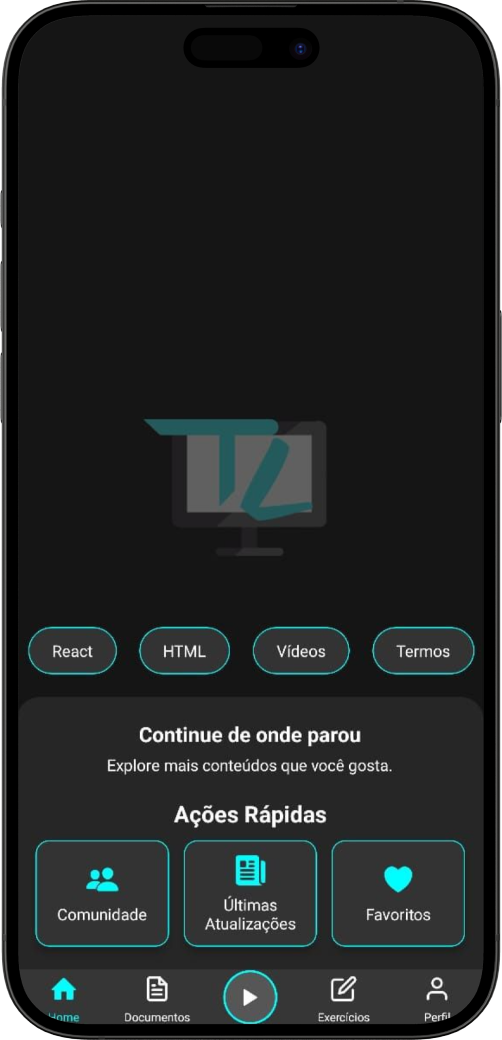 TL
React
HTML
Vídeos
Termos
Continue de onde parou
Explore mais conteúdos que você gosta.
Ações Rápidas
Comunidade
Últimas
Atualizações
Favoritos
Home
Documentos
Exercícios
Perfil